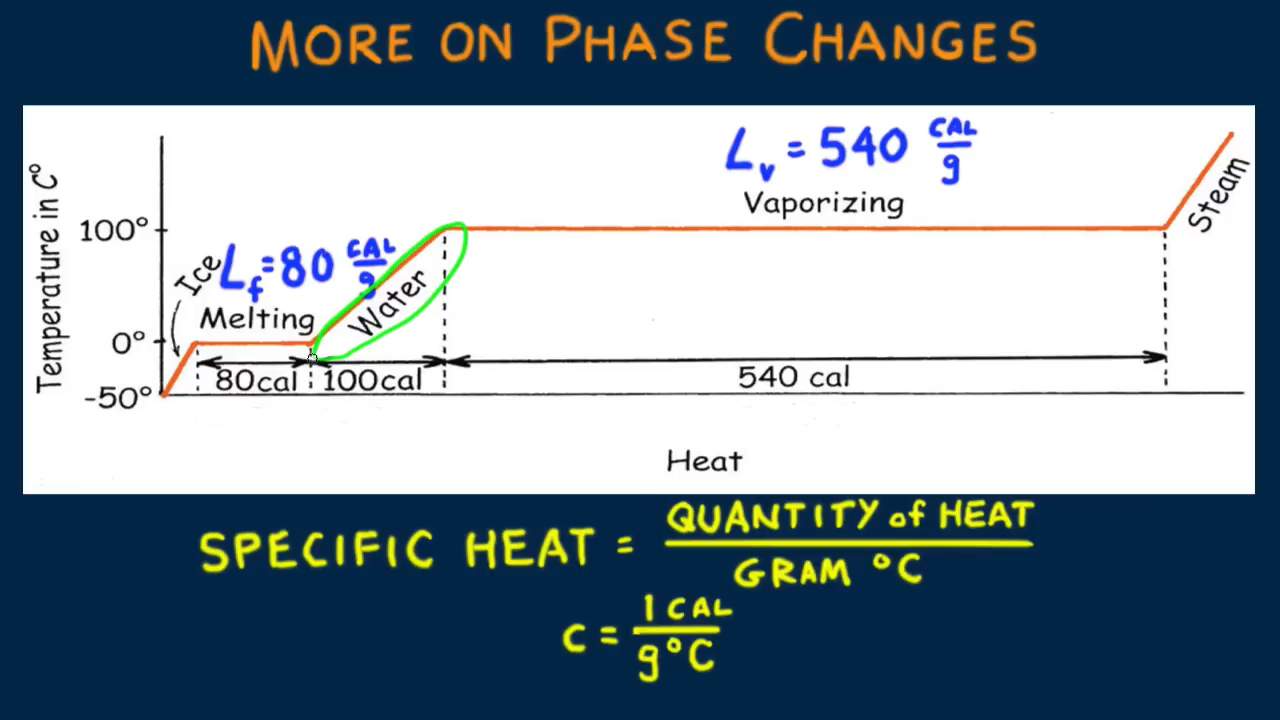 MORE ON PHASE CHANGES
Lv = 540 CAL/g
Vaporizing
Steam
Temperature in C°
100°
Ice
Lf = 80 CAL/g
Melting
Water
0°
80cal
100cal
540 cal
-50°
Heat
SPECIFIC HEAT = QUANTITY of HEAT
GRAM °C
C = 1 CAL
g °C